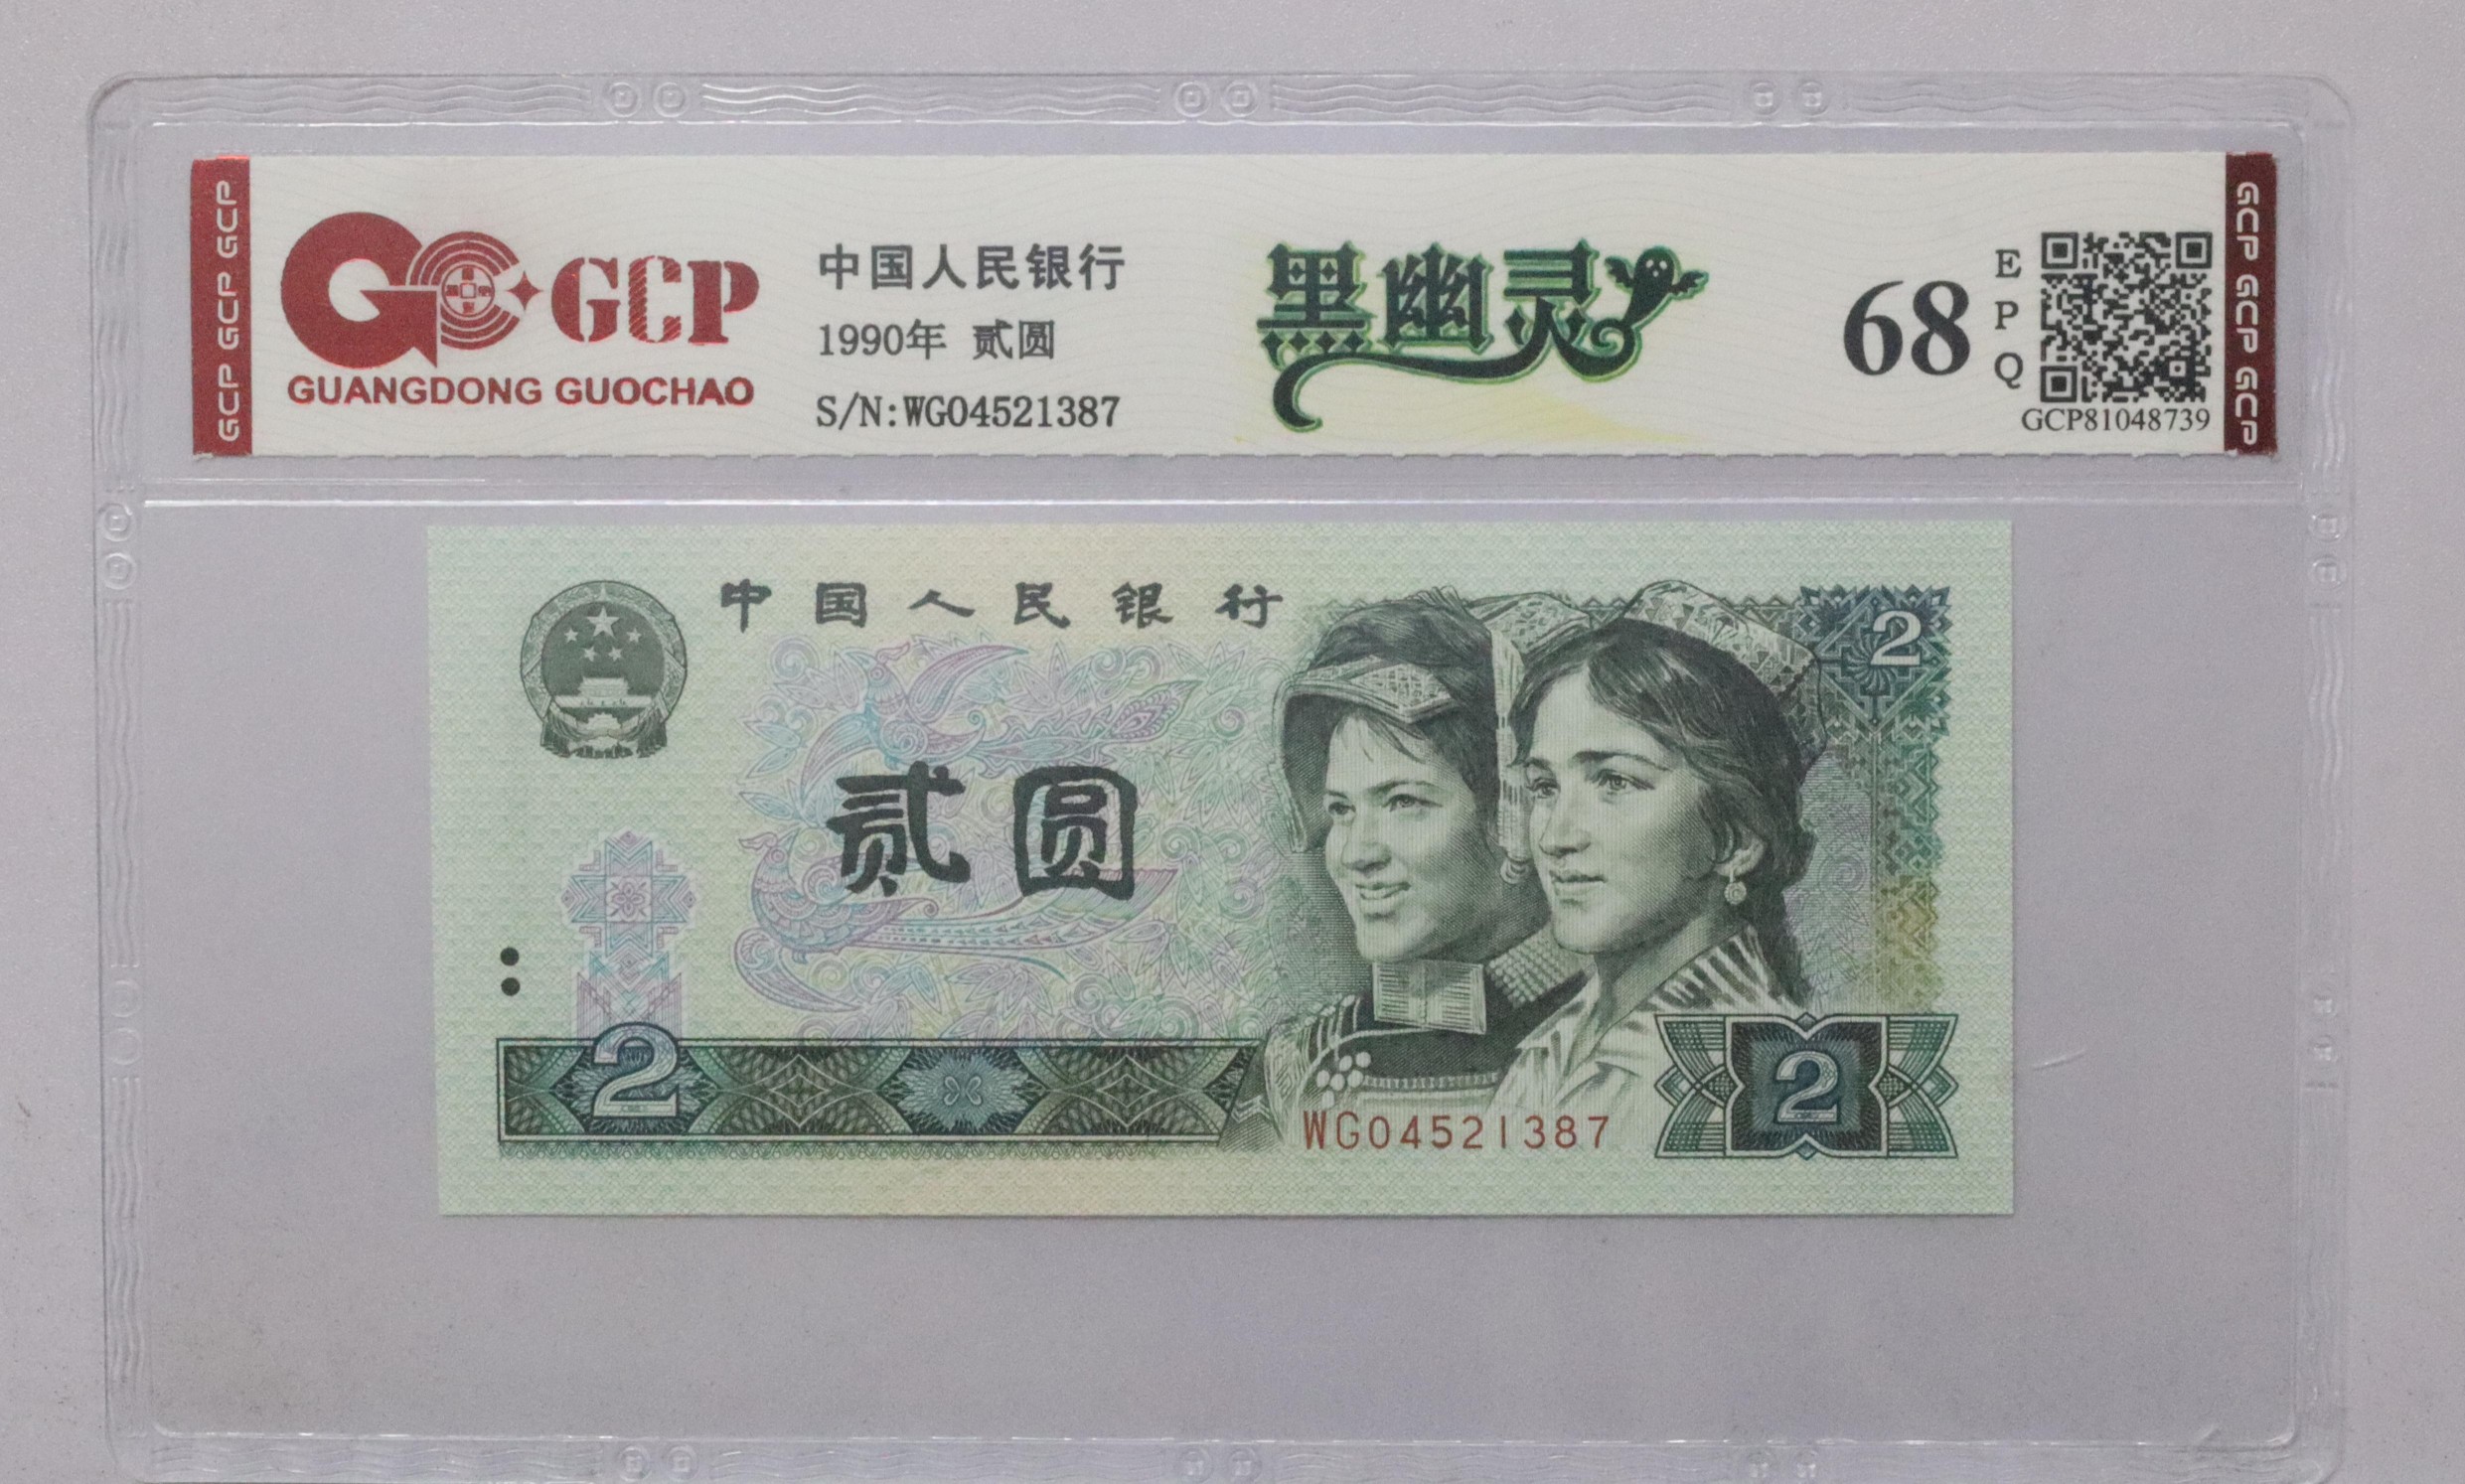 GCP GCP GCP GCP
GCP
GUANGDONG GUOCHAO
中国人民银行
1990年 贰圆
S/N:WG04521387
黑幽灵
68
E
P
Q
GCP81048739
GCP GCP GCP GCP
中国人民银行
2
贰圆
2
WG04521387
2